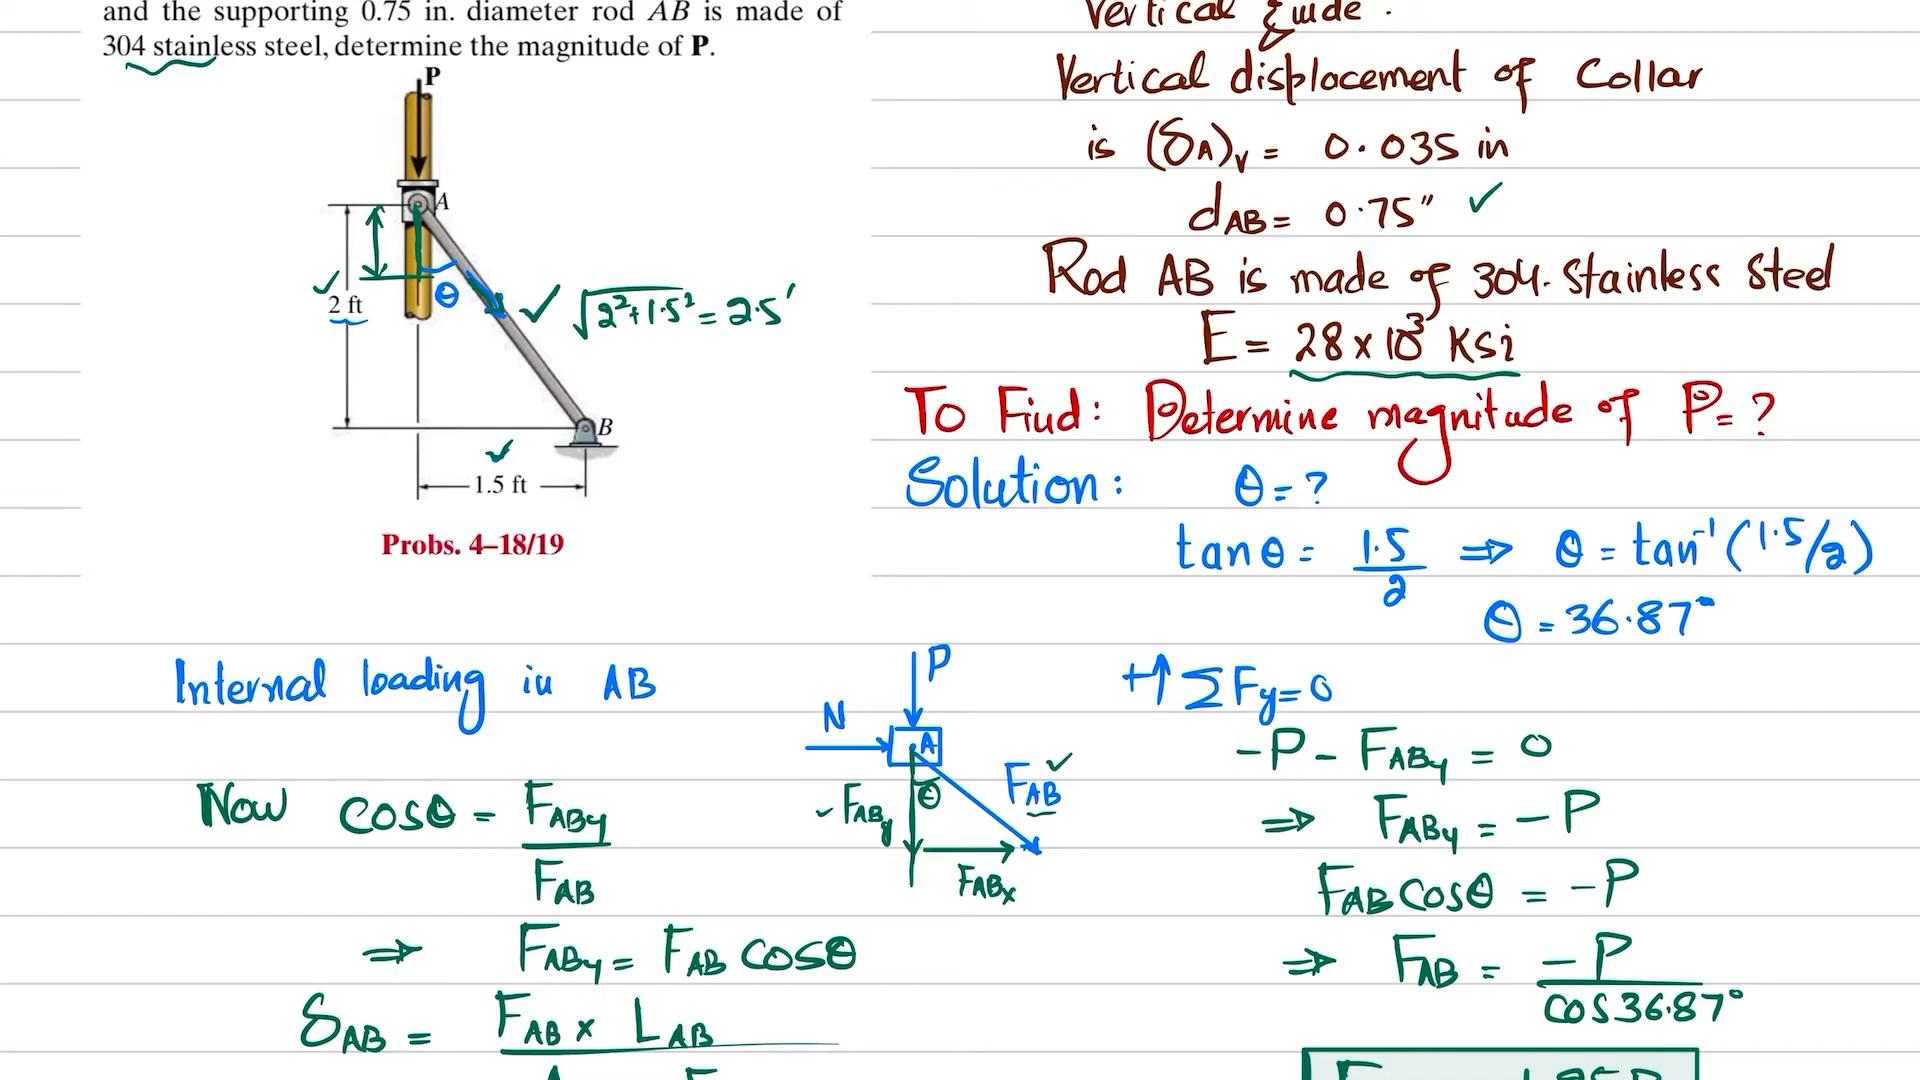 and the supporting 0.75 in. diameter rod AB is made of
304 stainless steel, determine the magnitude of P.
P
A
θ
2 ft
√2²+1.5² = 2.5'
B
1.5 ft
Probs. 4–18/19
Vertical guide.
Vertical displacement of Collar
is (δA)v = 0.035 in
dAB = 0.75"
Rod AB is made of 304. Stainless Steel
E = 28 x 10³ Ksi
To Find: Determine magnitude of P = ?
Solution: θ = ?
tan θ = 1.5/2 ⇒ θ = tan⁻¹(1.5/2)
θ = 36.87°
Internal loading in AB
P
N
A
θ
FAB
- FABy
FABx
+↑ ΣFy = 0
-P - FABy = 0
⇒ FABy = -P
FAB Cosθ = -P
⇒ FAB = -P / Cos 36.87°
Now Cosθ = FABy / FAB
⇒ FABy = FAB Cosθ
δAB = FAB x LAB